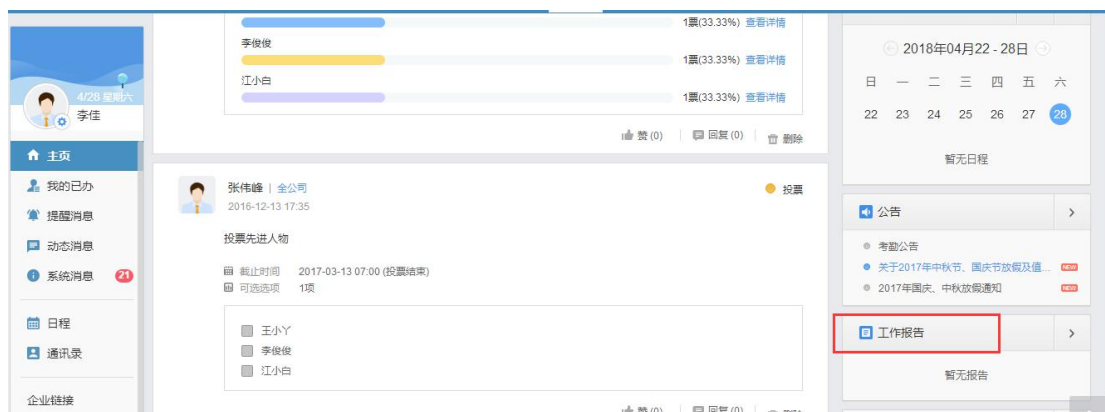 4/28 星期六
李佳
主页
我的已办
提醒消息
动态消息
系统消息 21
日程
通讯录
企业链接
1票(33.33%) 查看详情
李俊俊
1票(33.33%) 查看详情
江小白
1票(33.33%) 查看详情
赞(0) 回复(0) 删除
张伟峰 | 全公司 投票
2016-12-13 17:35
投票先进人物
截止时间 2017-03-13 07:00 (投票结束)
可选选项 1项
王小丫
李俊俊
江小白
赞(0) 回复(0) 删除
2018年04月22 - 28日
日 一 二 三 四 五 六
22 23 24 25 26 27 28
暂无日程
公告
考勤公告
关于2017年中秋节、国庆节放假及值... NEW
2017年国庆、中秋放假通知 NEW
工作报告
暂无报告